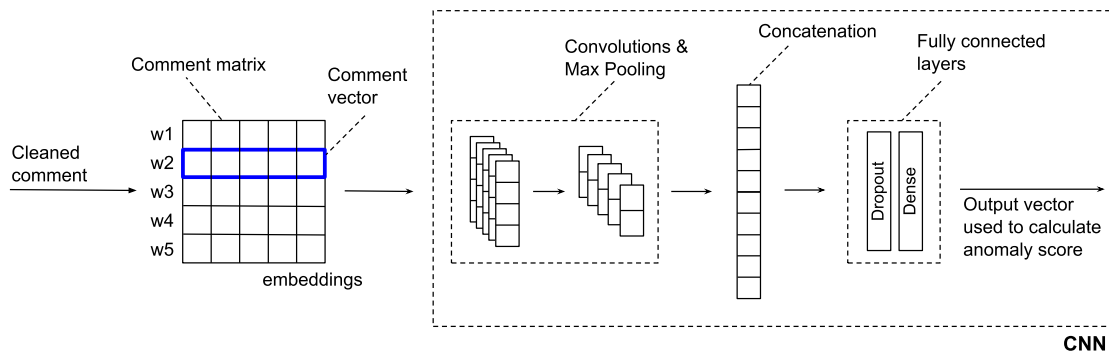 Comment matrix
Comment
vector
Cleaned
comment
w1
w2
w3
w4
w5
embeddings
Convolutions &
Max Pooling
Concatenation
Fully connected
layers
Dropout
Dense
Output vector
used to calculate
anomaly score
CNN